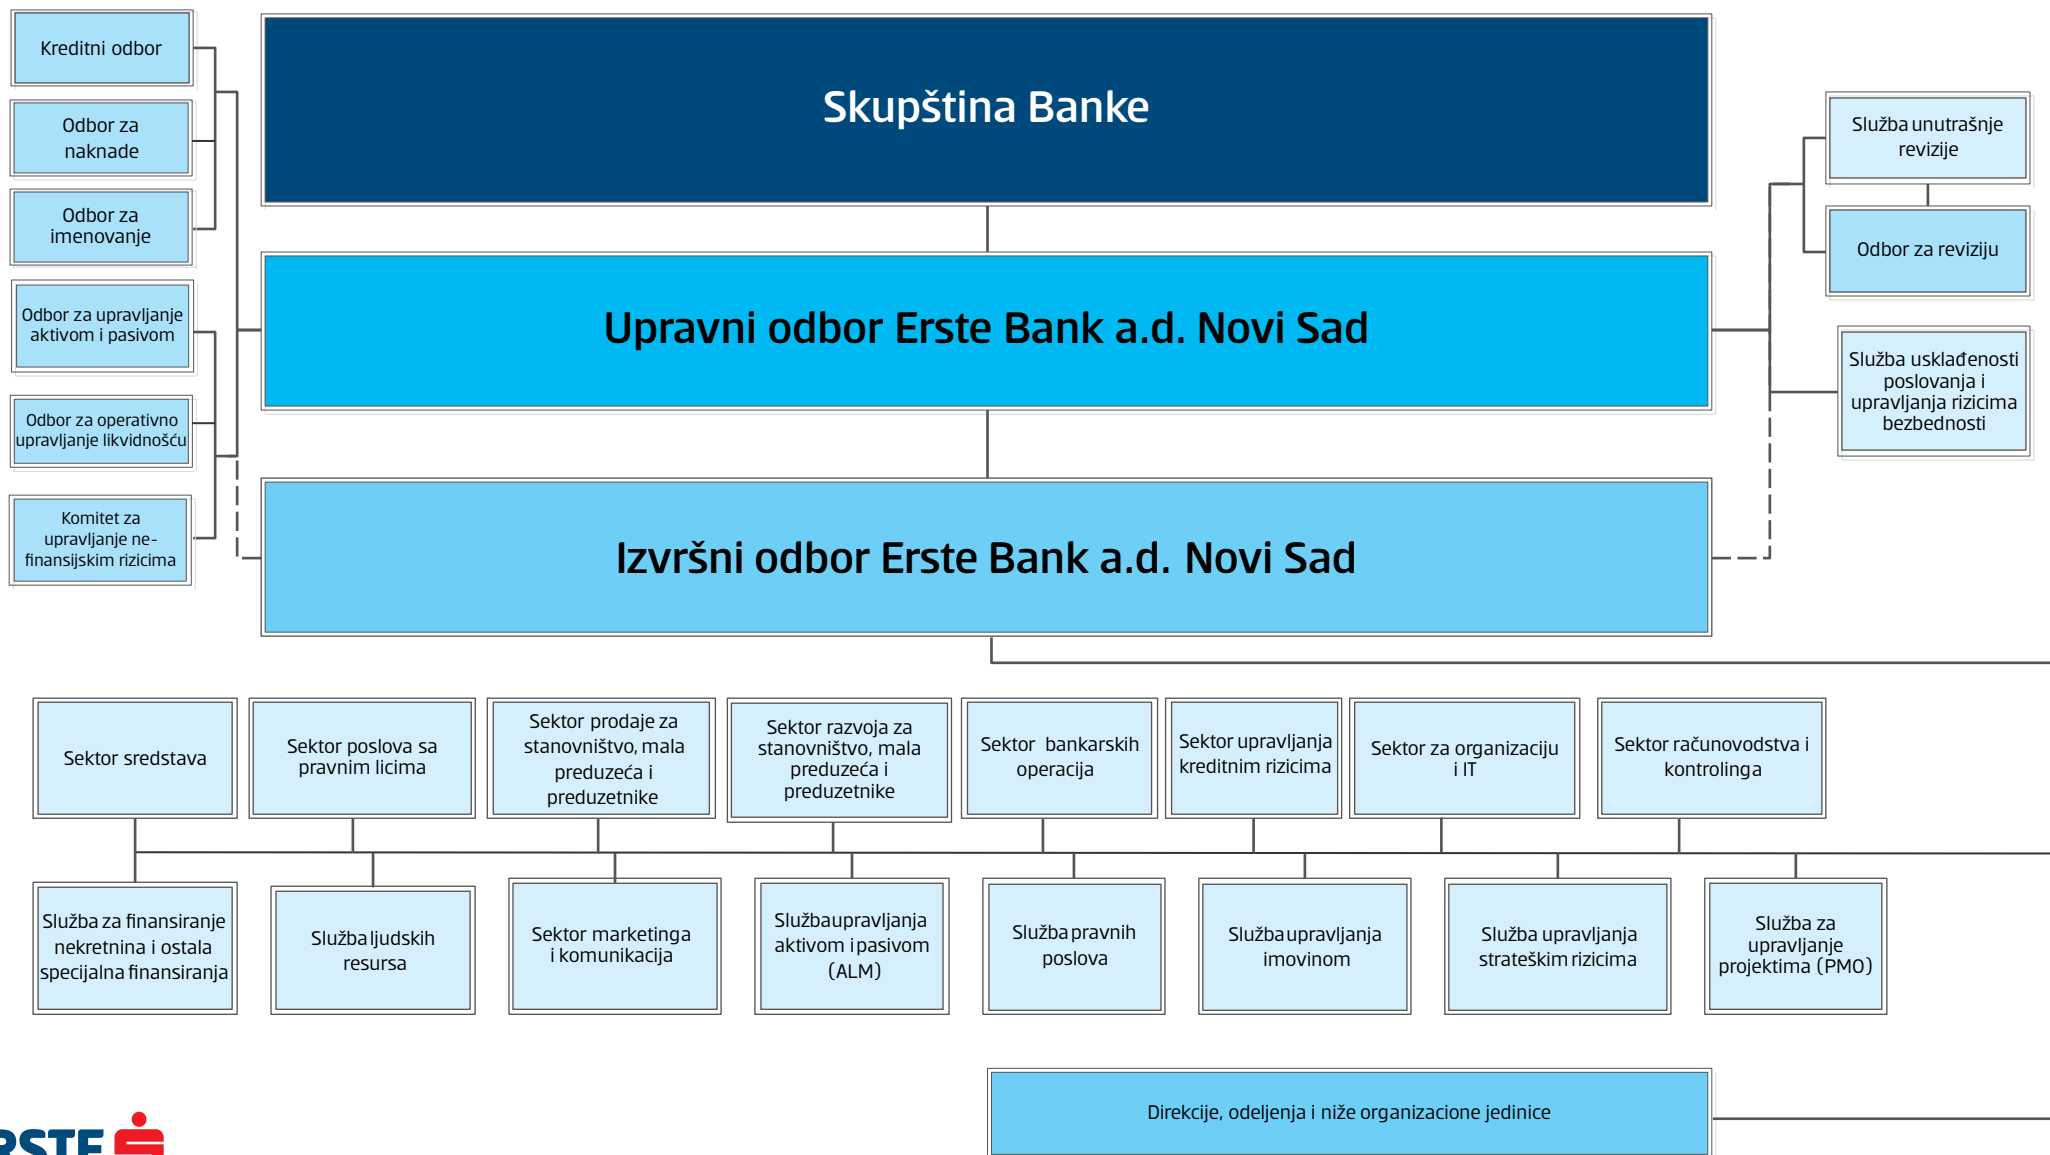 Kreditni odbor
Odbor za
naknade
Odbor za
imenovanje
Odbor za upravljanje
aktivom i pasivom
Odbor za operativno
upravljanje likvidnošću
Komitet za
upravljanje ne-
finansijskim rizicima
Skupština Banke
Upravni odbor Erste Bank a.d. Novi Sad
Izvršni odbor Erste Bank a.d. Novi Sad
Služba unutrašnje
revizije
Odbor za reviziju
Služba usklađenosti
poslovanja i
upravljanja rizicima
bezbednosti
Sektor sredstava
Sektor poslova sa
pravnim licima
Sektor prodaje za
stanovništvo, mala
preduzeća i
preduzetnike
Sektor razvoja za
stanovništvo, mala
preduzeća i
preduzetnike
Sektor bankarskih
operacija
Sektor upravljanja
kreditnim rizicima
Sektor za organizaciju
i IT
Sektor računovodstva i
kontrolinga
Služba za finansiranje
nekretnina i ostala
specijalna finansiranja
Služba ljudskih
resursa
Sektor marketinga
i komunikacija
Služba upravljanja
aktivom i pasivom
(ALM)
Služba pravnih
poslova
Služba upravljanja
imovinom
Služba upravljanja
strateškim rizicima
Služba za
upravljanje
projektima (PMO)
Direkcije, odeljenja i niže organizacione jedinice
RSTE